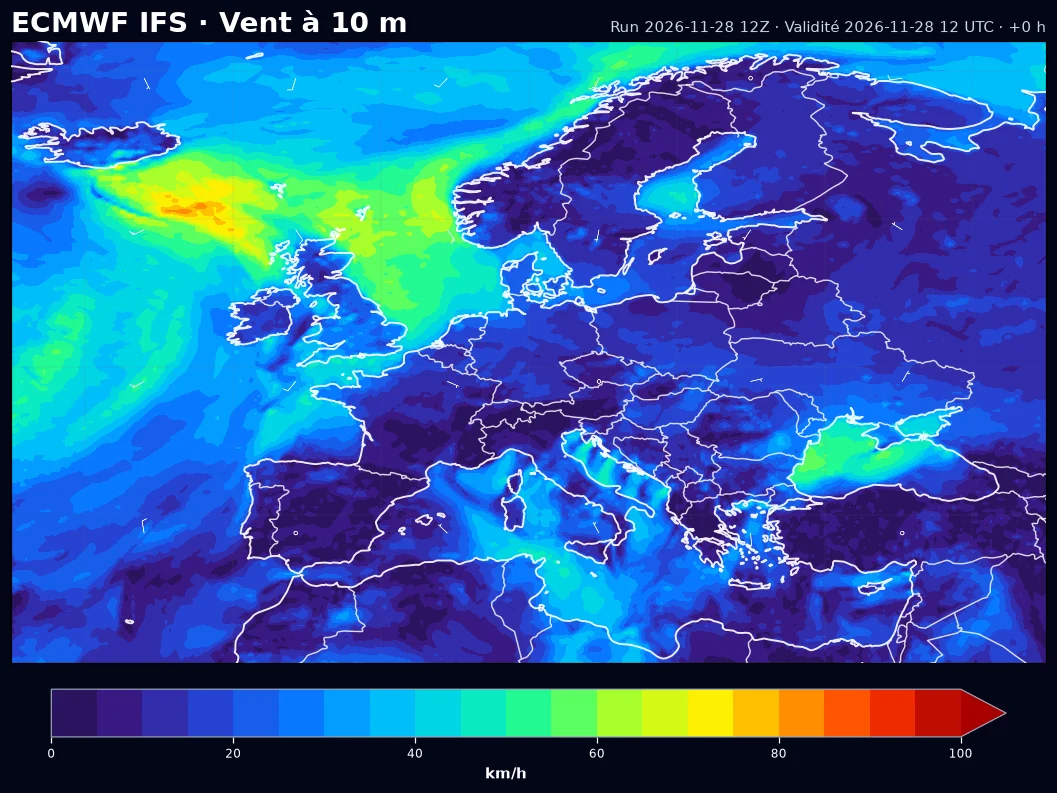 ECMWF IFS · Vent à 10 m
Run 2026-11-28 12Z · Validité 2026-11-28 12 UTC · +0 h
0 20 40 60 80 100
km/h